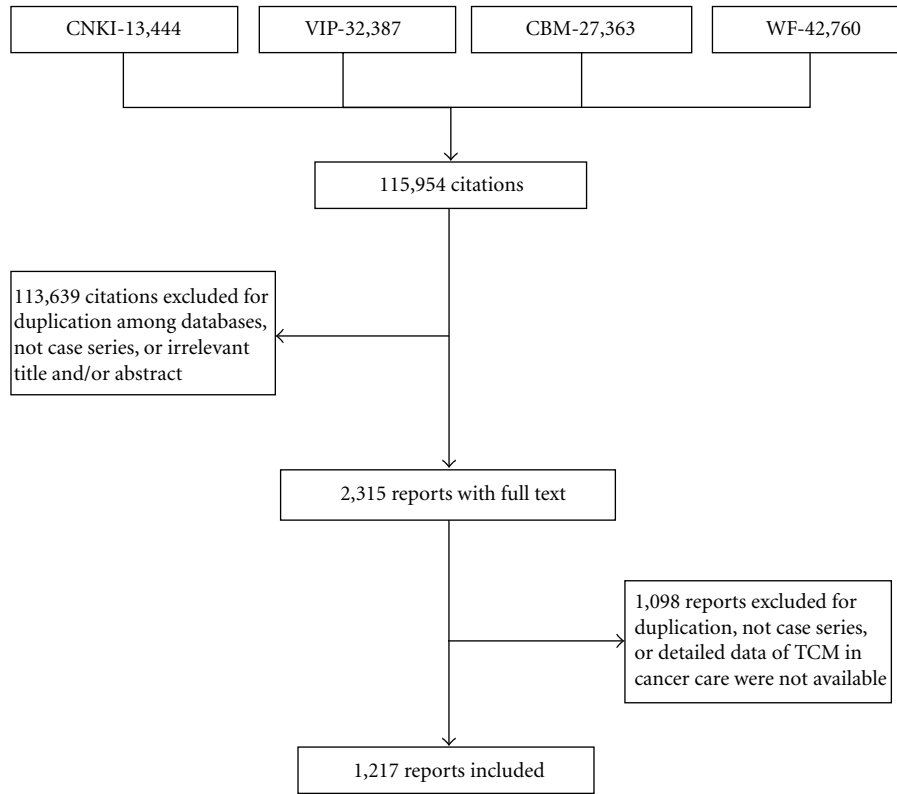 CNKI-13,444
VIP-32,387
CBM-27,363
WF-42,760
115,954 citations
113,639 citations excluded for
duplication among databases,
not case series, or irrelevant
title and/or abstract
2,315 reports with full text
1,098 reports excluded for
duplication, not case series,
or detailed data of TCM in
cancer care were not available
1,217 reports included